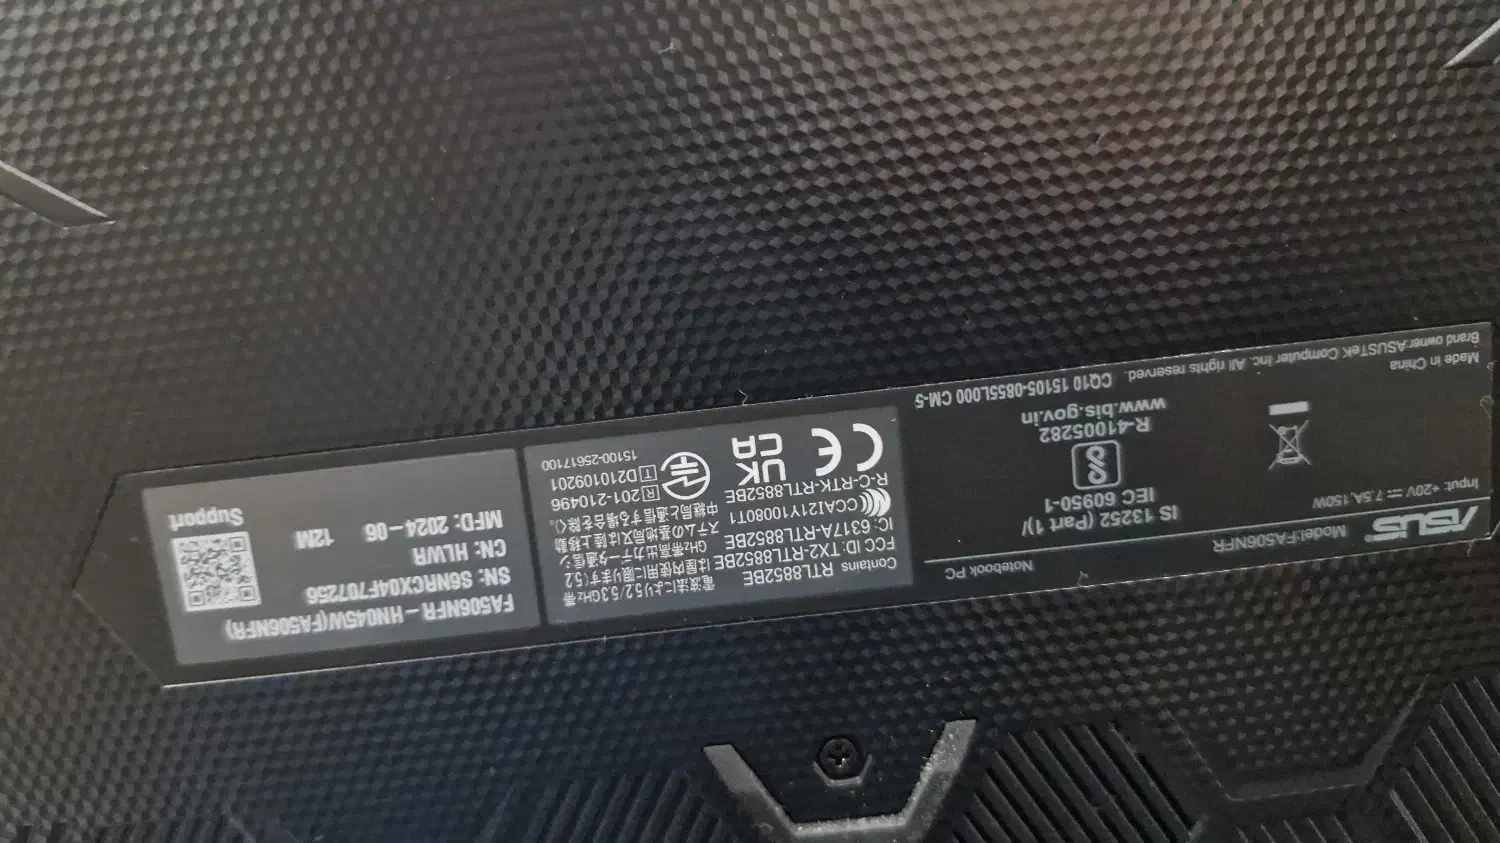 ASUS
Model:FA506NFR
Notebook PC
Input: +20V ⎓ 7.5A, 150W
IS 13252 (Part 1)/
IEC 60950-1
R-41005282
www.bis.gov.in
Made in China
Brand owner:ASUSTeK Computer Inc. All rights reserved.
CQ10 15105-0855L000 CM-5
Contains RTL8852BE
FCC ID: TX2-RTL8852BE
IC: 6317A-RTL8852BE
CCAI21Y10080T1
R-C-RTK-RTL8852BE
CE
UK
CA
電波法により5.2/5.3GHz帯
は屋内使用に限ります(5.2
GHz帯高出力データ通信シ
ステムの基地局又は陸上移動
中継局と通信する場合を除く)。
R 201-210496
T D210109201
15100-25617100
FA506NFR-HN045W(FA506NFR)
SN: S6NRCX04F707256
CN: HLWR
MFD: 2024-06 12M
Support